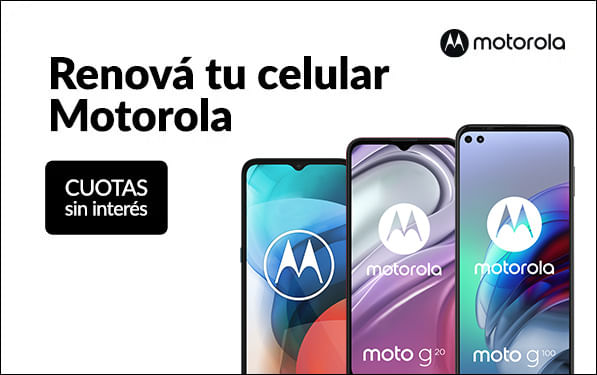 motorola
Renová tu celular
Motorola
CUOTAS
sin interés
motorola
motorola
moto g20
moto g100